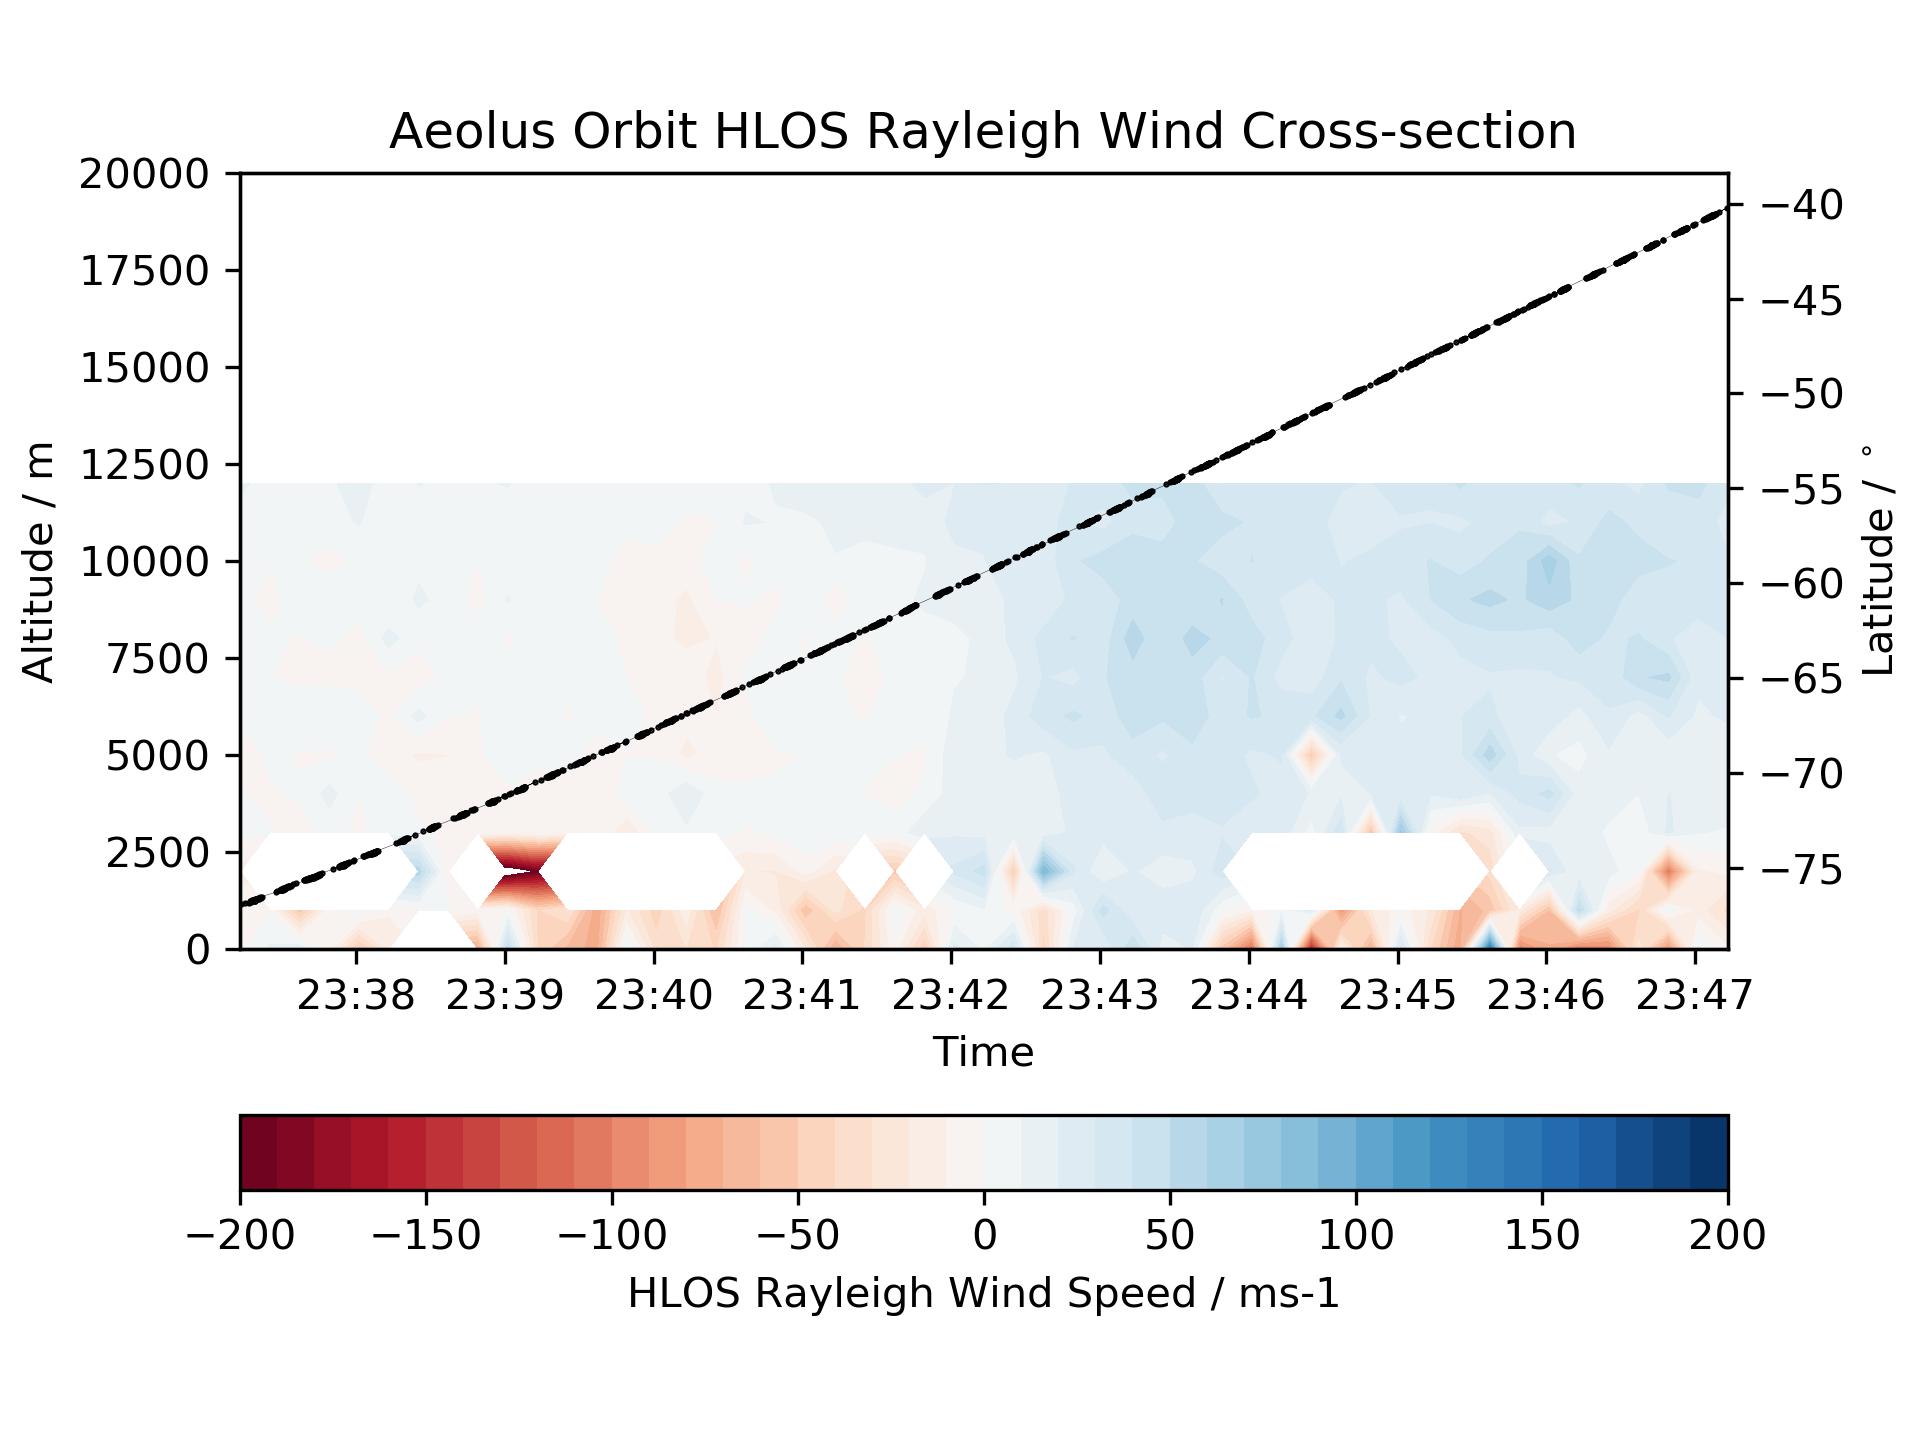 Aeolus Orbit HLOS Rayleigh Wind Cross-section
20000
17500
15000
12500
10000
7500
5000
2500
0
Altitude / m
−40
−45
−50
−55
−60
−65
−70
−75
Latitude / °
23:38 23:39 23:40 23:41 23:42 23:43 23:44 23:45 23:46 23:47
Time
−200 −150 −100 −50 0 50 100 150 200
HLOS Rayleigh Wind Speed / ms-1